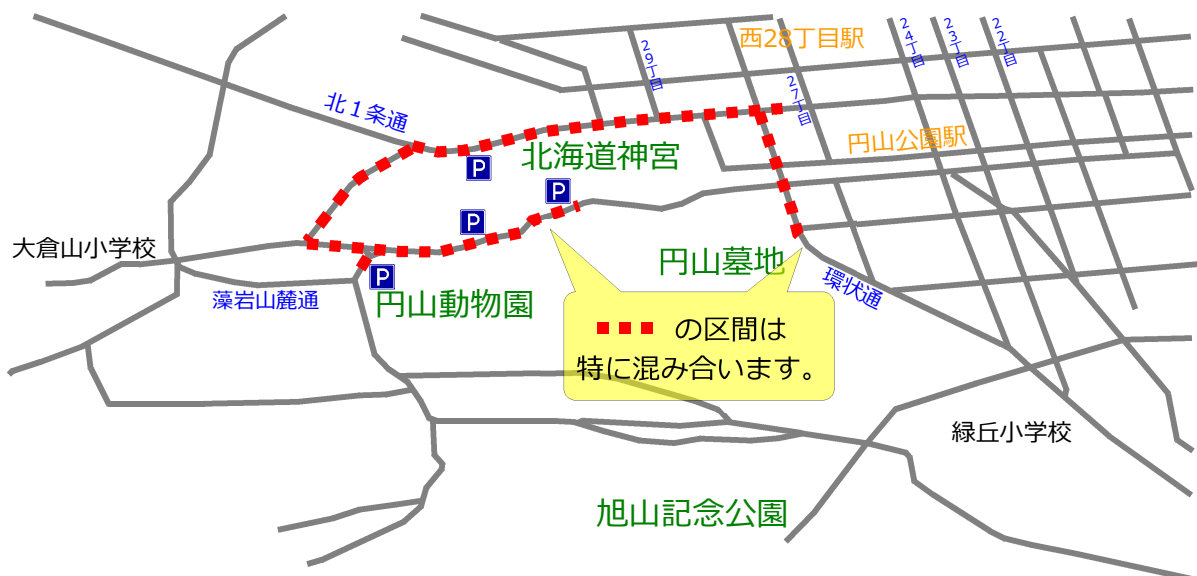 西28丁目駅
24丁目
23丁目
22丁目
29丁目
27丁目
北1条通
円山公園駅
北海道神宮
P
P
P
大倉山小学校
円山墓地
P
環状通
藻岩山麓通
円山動物園
の区間は
特に混み合います。
緑丘小学校
旭山記念公園